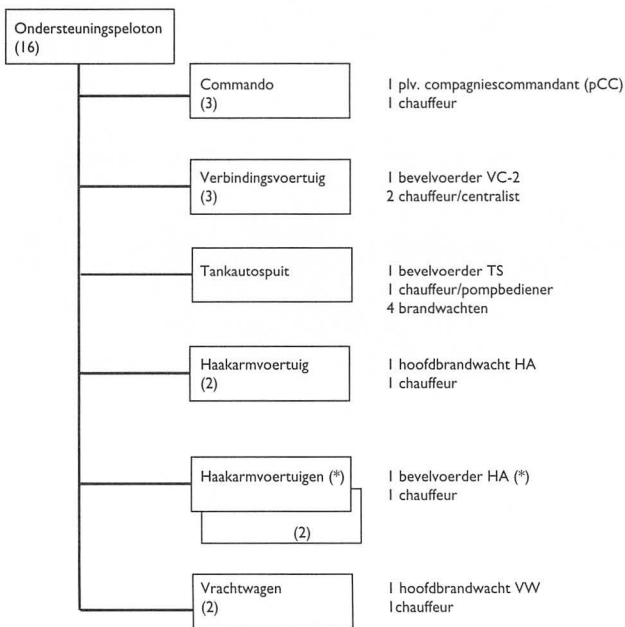 Ondersteuningspeloton
(16)
Commando
(3)
1 plv. compagniescommandant (pCC)
1 chauffeur
Verbindingsvoertuig
(3)
1 bevelvoerder VC-2
2 chauffeur/centralist
Tankautospuit
1 bevelvoerder TS
1 chauffeur/pompbediener
4 brandwachten
Haakarmvoertuig
(2)
1 hoofdbrandwacht HA
1 chauffeur
Haakarmvoertuigen (*)
(2)
1 bevelvoerder HA (*)
1 chauffeur
Vrachtwagen
(2)
1 hoofdbrandwacht VW
1chauffeur